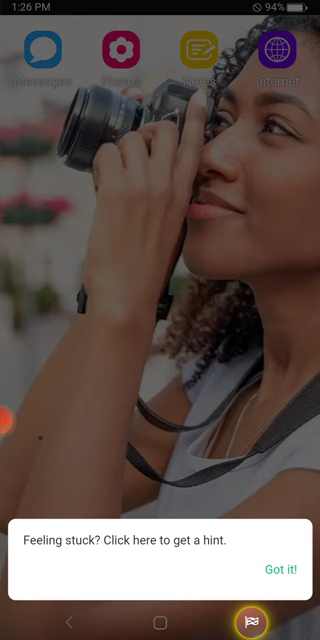 1:26 PM 94%
Messages Photos Notes Internet
Feeling stuck? Click here to get a hint.
Got it!